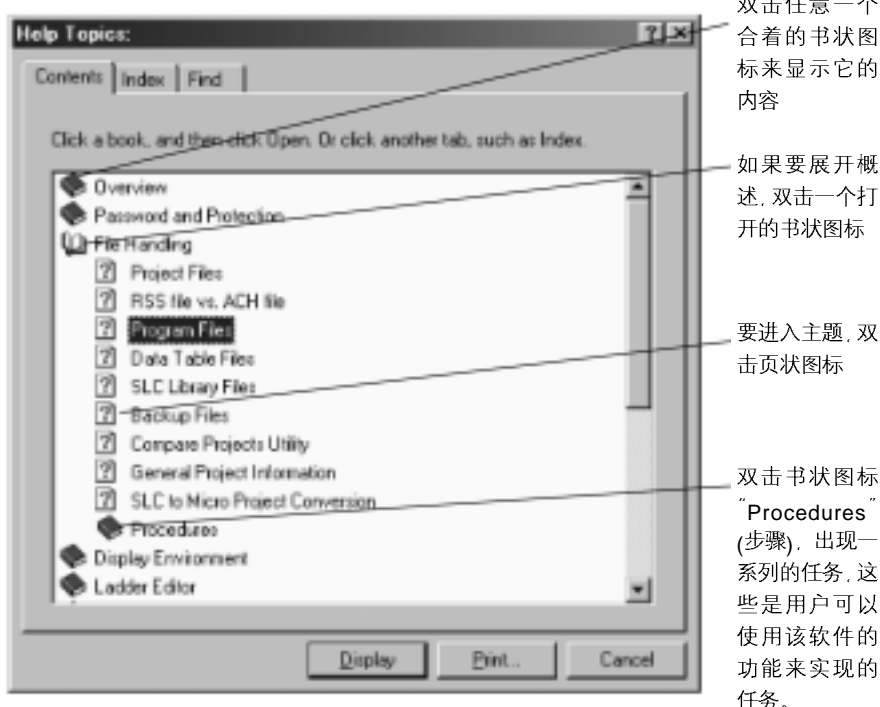 Help Topics:
Contents
Index
Find
Click a book, and then click Open. Or click another tab, such as Index.
Overview
Password and Protection
File Handling
Project Files
RSS file vs. ACH file
Program Files
Data Table Files
SLC Library Files
Backup Files
Compare Projects Utility
General Project Information
SLC to Micro Project Conversion
Procedures
Display Environment
Ladder Editor
Display
Print...
Cancel
双击任意一个
合着的书状图
标来显示它的
内容
如果要展开概
述,双击一个打
开的书状图标
要进入主题,双
击页状图标
双击书状图标
“Procedures”
(步骤),出现一
系列的任务,这
些是用户可以
使用该软件的
功能来实现的
任务。